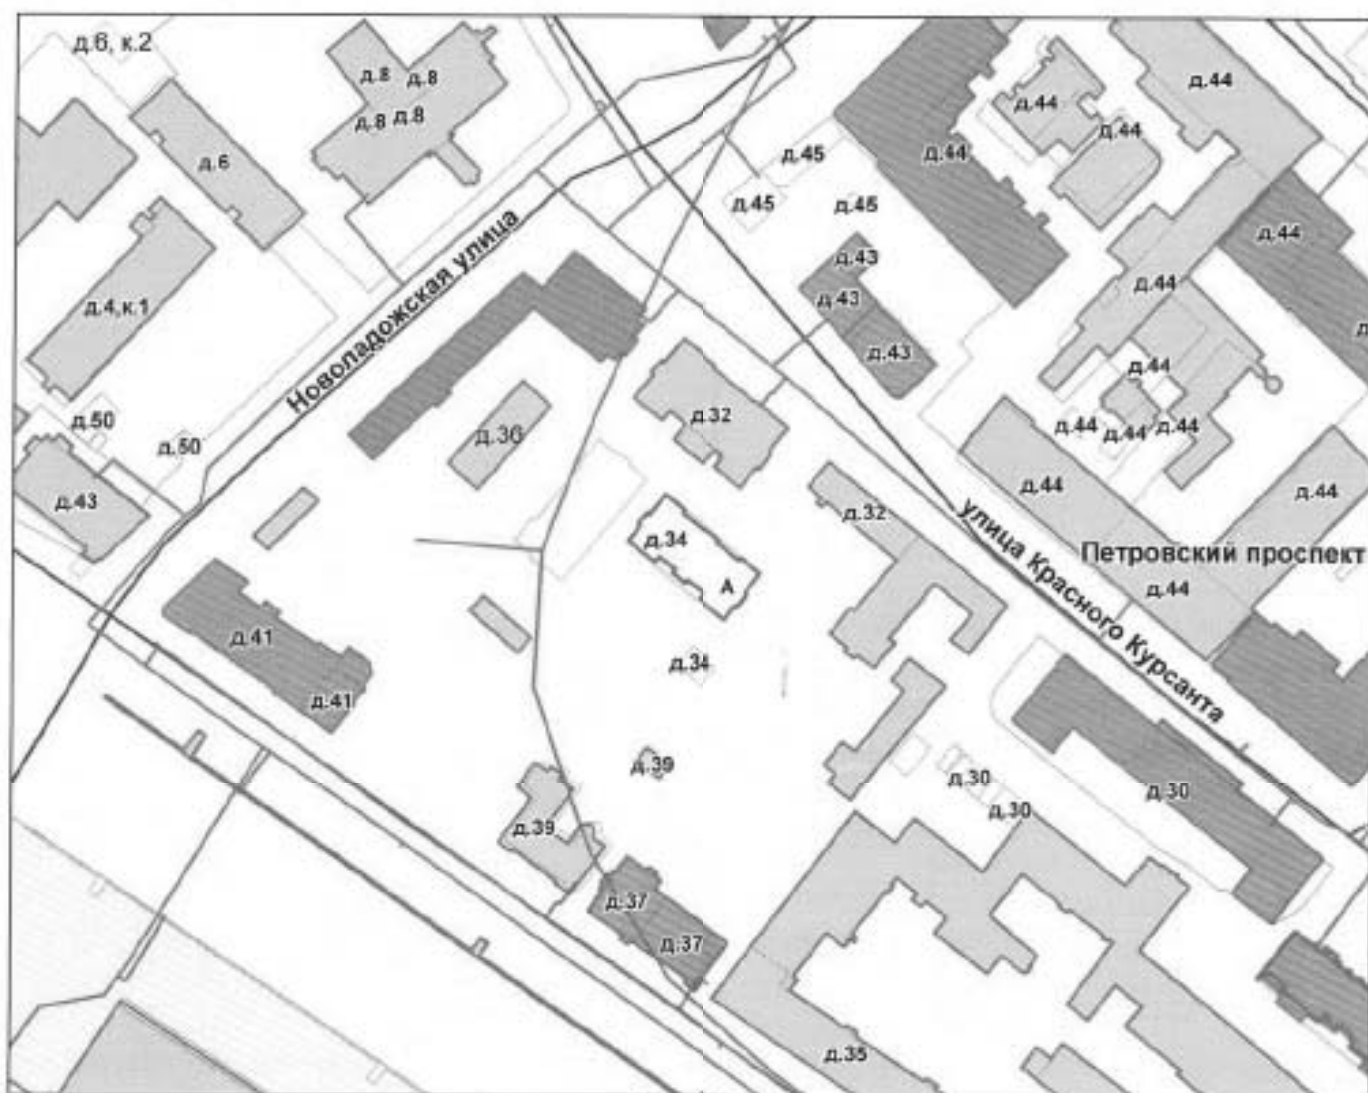 д.6, к.2
д.8
д.8
д.8
д.8
д.6
д.4,к.1
д.50
д.50
д.43
Новоладожская улица
д.36
д.41
д.41
д.44
д.44
д.44
д.44
д.45
д.45
д.45
д.43
д.43
д.43
д.44
д.44
д.44
д.44
д.44
д.44
д.44
д.44
д.32
д.32
д.34
А
д.34
улица Красного Курсанта
Петровский проспект
д.44
д.39
д.39
д.37
д.37
д.30
д.30
д.30
д.35